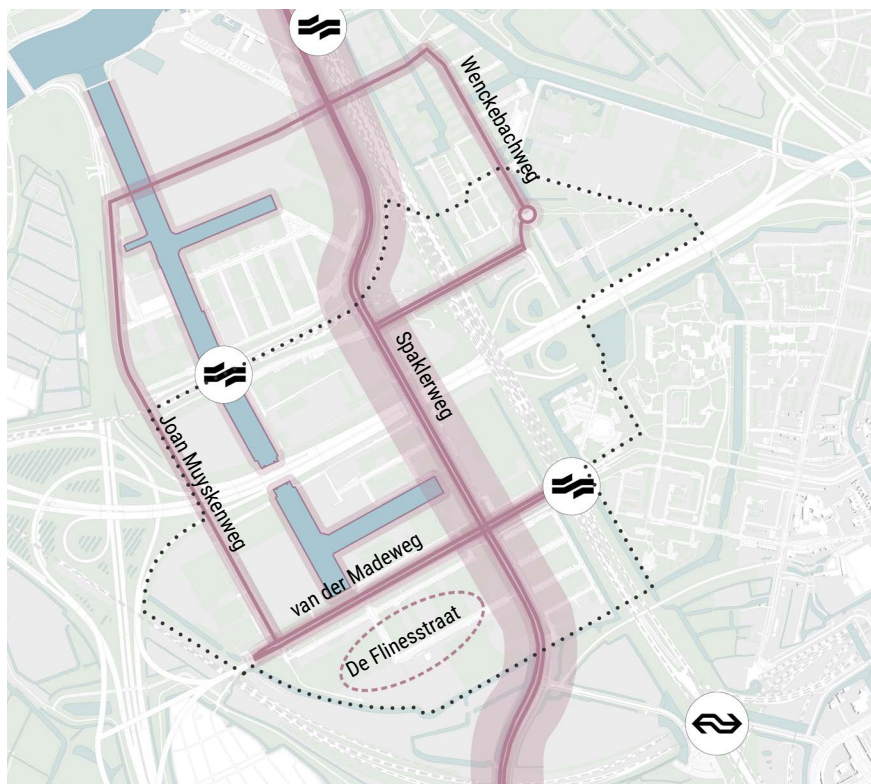 Wenckebachweg
Spaklerweg
Joan Muyskenweg
van der Madeweg
De Flinesstraat